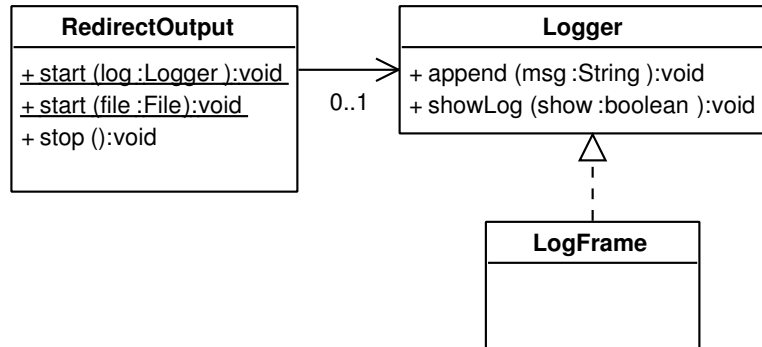 RedirectOutput
+ start (log :Logger ):void
+ start (file :File):void
+ stop ():void
0..1
Logger
+ append (msg :String ):void
+ showLog (show :boolean ):void
LogFrame